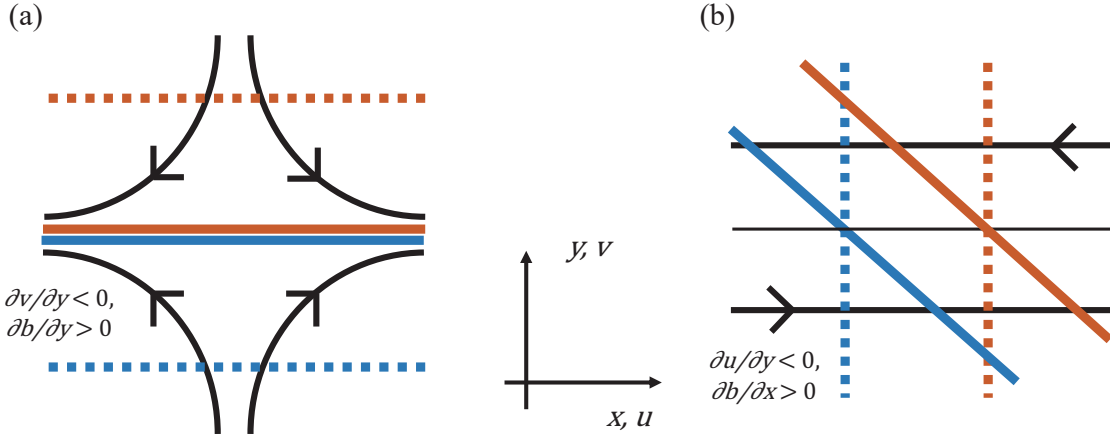 (a)
(b)
∂v/∂y < 0,
∂b/∂y > 0
y, v
x, u
∂u/∂y < 0,
∂b/∂x > 0